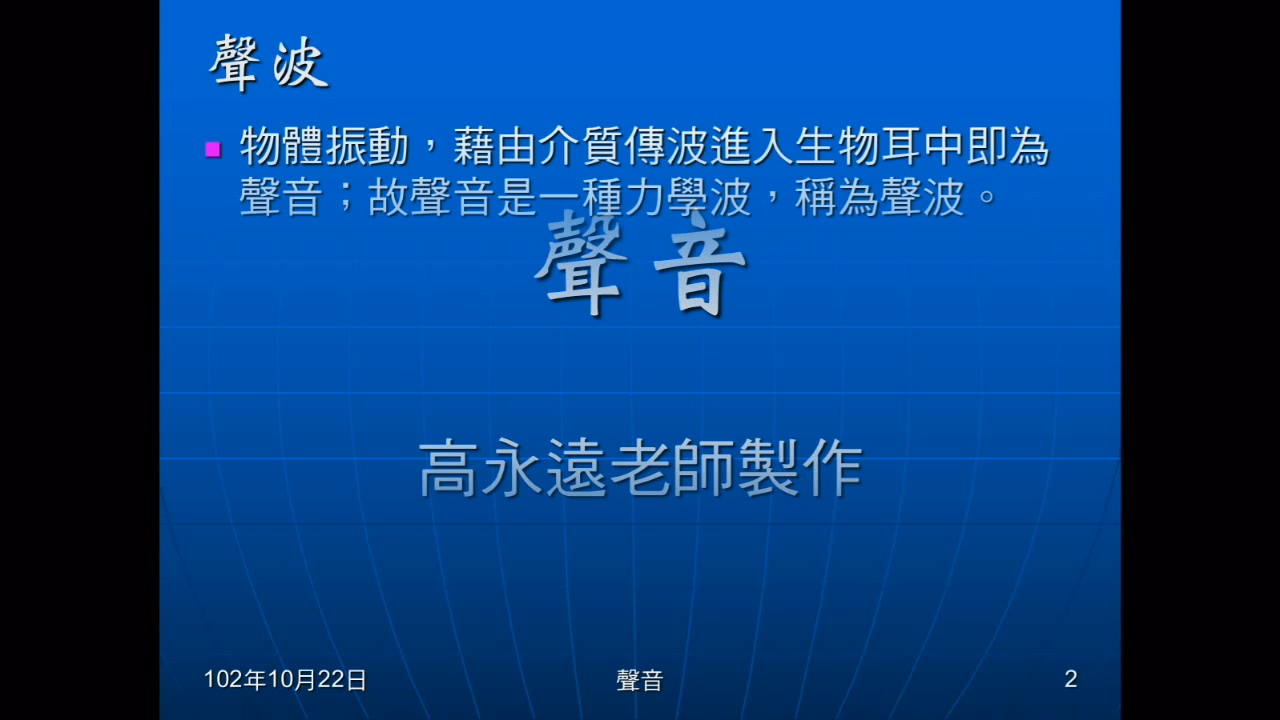 聲波
物體振動，藉由介質傳波進入生物耳中即為
聲音；故聲音是一種力學波，稱為聲波。
聲音
高永遠老師製作
102年10月22日
聲音
2